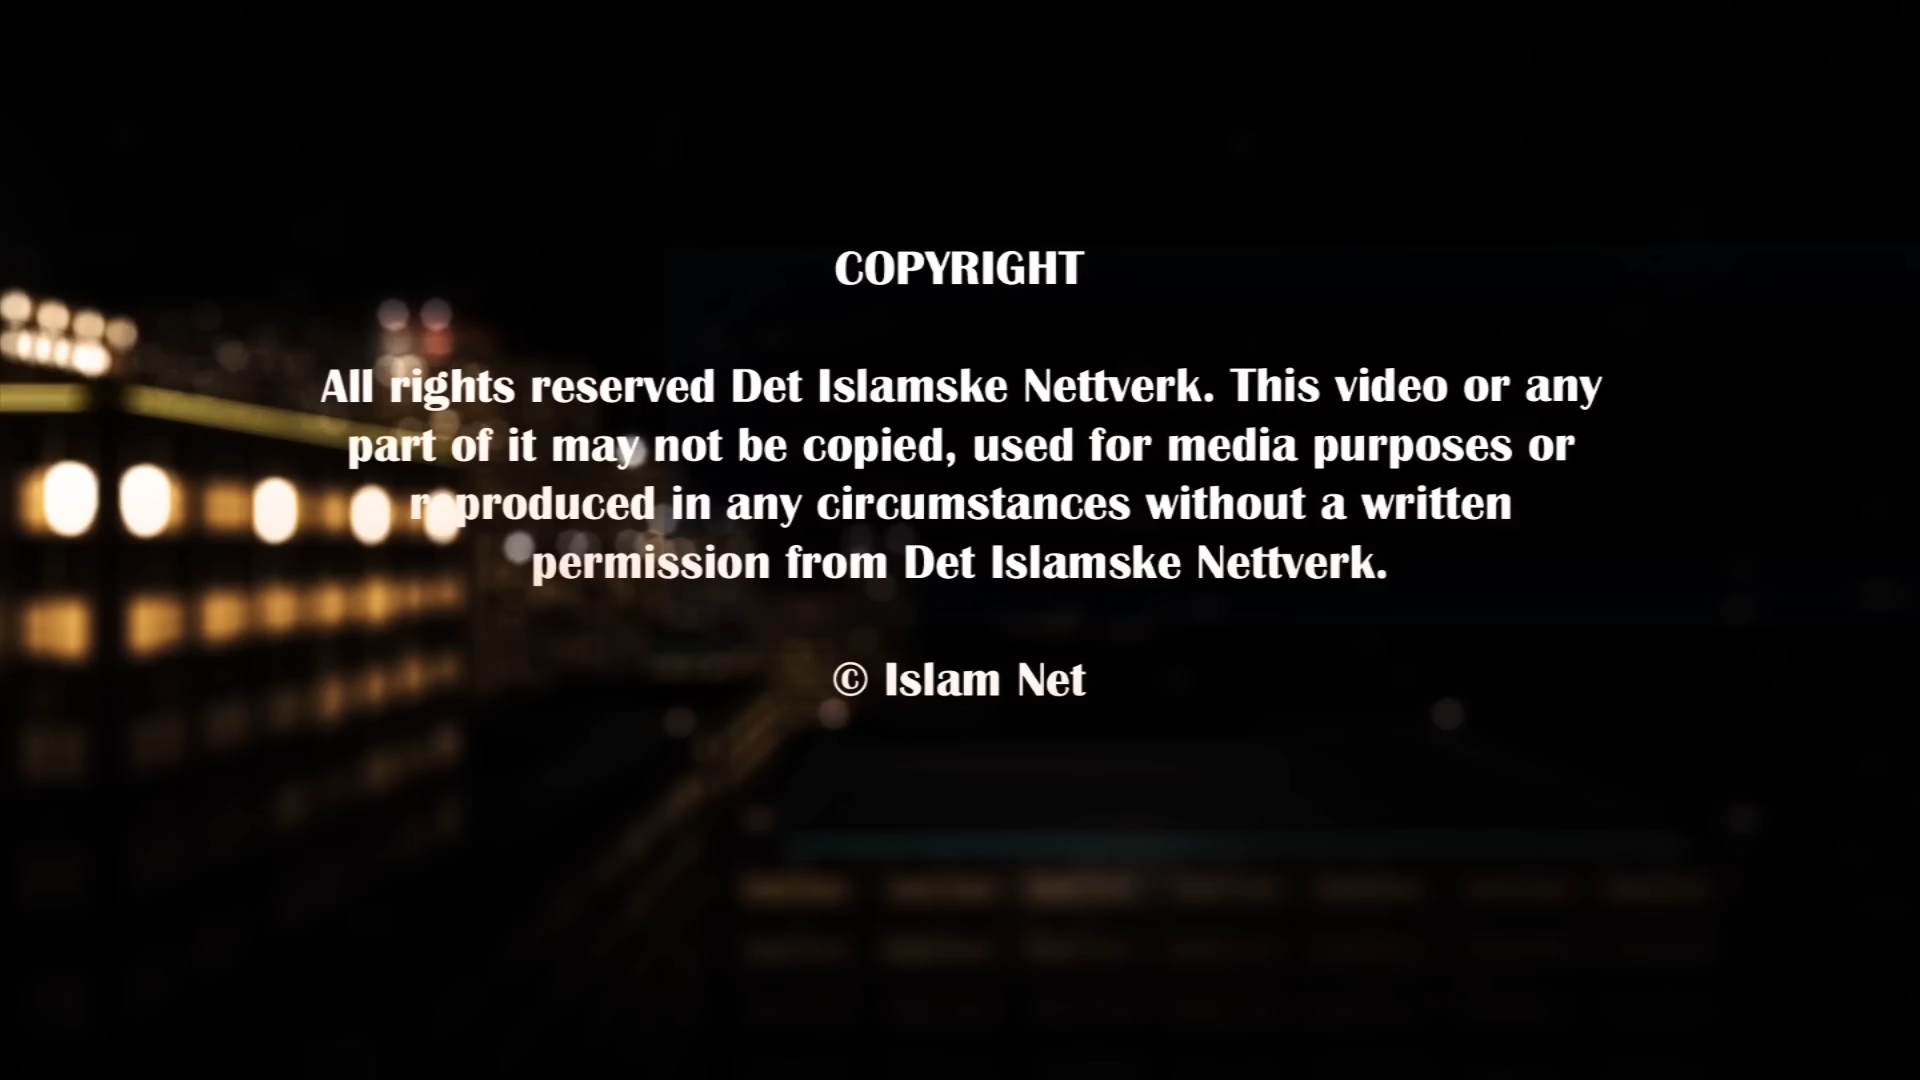 COPYRIGHT
All rights reserved Det Islamske Nettverk. This video or any
part of it may not be copied, used for media purposes or
reproduced in any circumstances without a written
permission from Det Islamske Nettverk.
© Islam Net